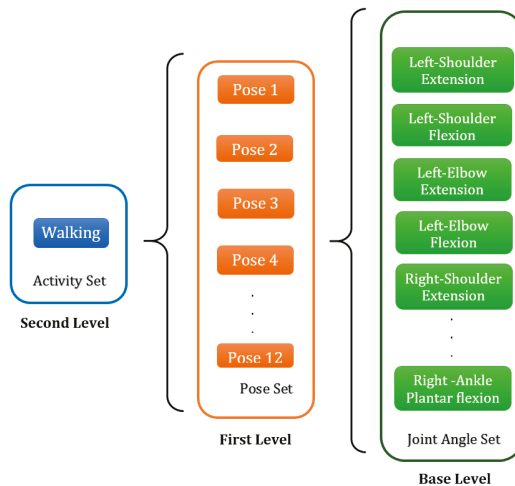 Walking
Activity Set
Second Level
Pose 1
Pose 2
Pose 3
Pose 4
.
.
.
Pose 12
Pose Set
First Level
Left-Shoulder
Extension
Left-Shoulder
Flexion
Left-Elbow
Extension
Left-Elbow
Flexion
Right-Shoulder
Extension
.
.
.
Right -Ankle
Plantar flexion
Joint Angle Set
Base Level